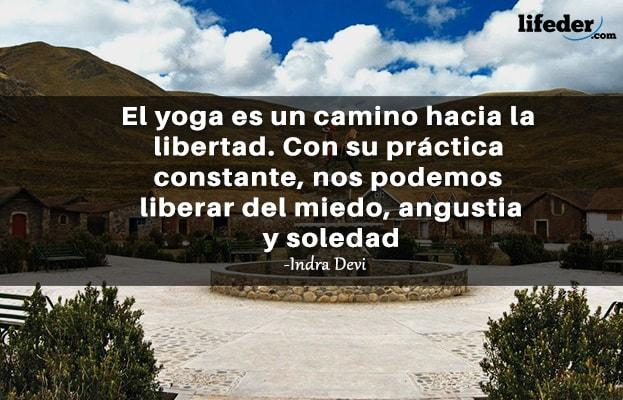 lifeder
.com
El yoga es un camino hacia la
libertad. Con su práctica
constante, nos podemos
liberar del miedo, angustia
y soledad
-Indra Devi